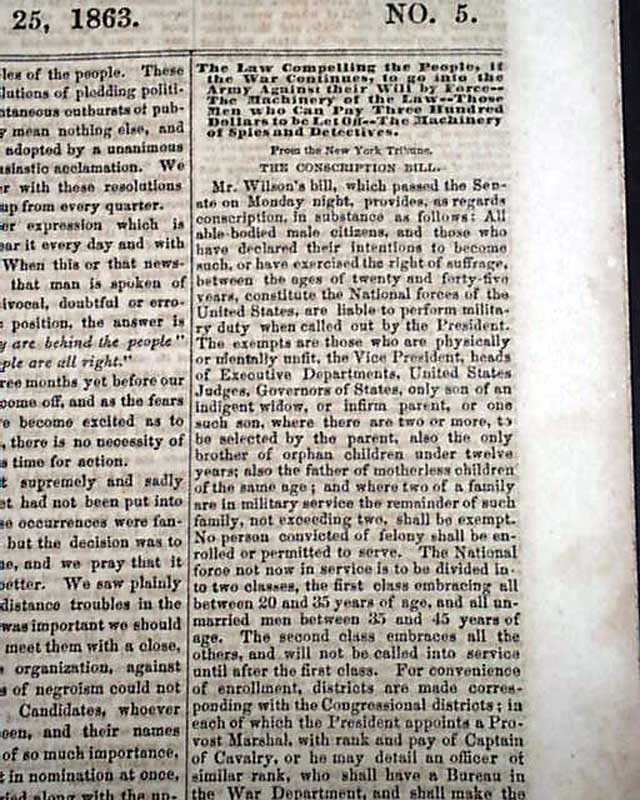 25, 1863.
NO. 5.
les of the people. These
lutions of plodding politi-
ntaneous outbursts of pub-
y mean nothing else, and
adopted by a unanimous
usiastic acclamation. We
er with these resolutions
up from every quarter.
er expression which is
ear it every day and with
When this or that news-
that man is spoken of
ivocal, doubtful or erro-
position, the answer is
y are behind the people"
ple are all right."
ree months yet before our
come off, and as the fears
e become excited as to
, there is no necessity of
s time for action.
t supremely and sadly
et had not been put into
se occurrences were fan-
but the decision was to
ne, and we pray that it
better. We saw plainly
distance troubles in the
was important we should
meet them with a close,
organization, against
s of negroism could not
Candidates, whoever
een, and their names
of so much importance,
t in nomination at once,
ried along with the up-
The Law Compelling the People, if
the War Continues, to go into the
Army Against their Will by Force--
The Machinery of the Law--Those
Men who Can Pay Three Hundred
Dollars to be Let Off--The Machinery
of Spies and Detectives.
From the New York Tribune.
THE CONSCRIPTION BILL.
Mr. Wilson's bill, which passed the Sen-
ate on Monday night, provides, as regards
conscription, in substance as follows: All
able-bodied male citizens, and those who
have declared their intentions to become
such, or have exercised the right of suffrage,
between the ages of twenty and forty-five
years, constitute the National forces of the
United States, are liable to perform milita-
ry duty when called out by the President.
The exempts are those who are physically
or mentally unfit, the Vice President, heads
of Executive Departments, United States
Judges, Governors of States, only son of an
indigent widow, or infirm parent, or one
such son, where there are two or more, to
be selected by the parent, also the only
brother of orphan children under twelve
years; also the father of motherless children
of the same age; and where two of a family
are in military service the remainder of such
family, not exceeding two, shall be exempt.
No person convicted of felony shall be en-
rolled or permitted to serve. The National
force not now in service is to be divided in-
to two classes, the first class embracing all
between 20 and 35 years of age, and all un-
married men between 35 and 45 years of
age. The second class embraces all the
others, and will not be called into service
until after the first class. For convenience
of enrollment, districts are made corres-
ponding with the Congressional districts; in
each of which the President appoints a Pro-
vost Marshal, with rank and pay of Captain
of Cavalry, or he may detail an officer of
similar rank, who shall have a Bureau in
the War Department, and shall make the